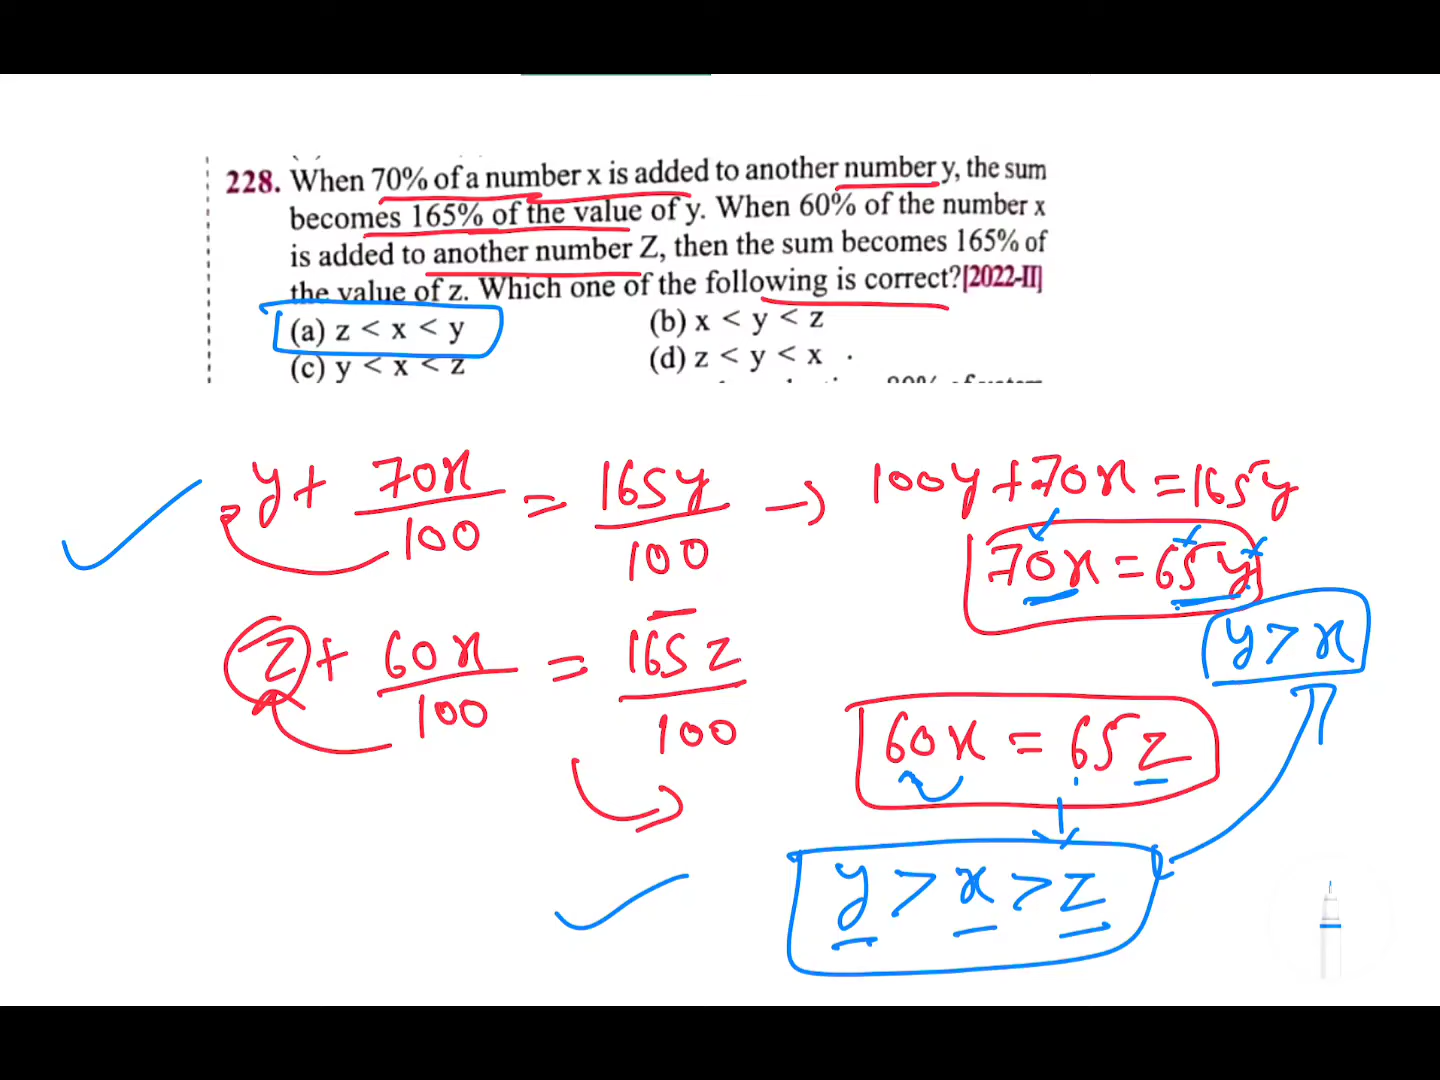 228. When 70% of a number x is added to another number y, the sum
becomes 165% of the value of y. When 60% of the number x
is added to another number Z, then the sum becomes 165% of
the value of z. Which one of the following is correct?[2022-II]
(a) z < x < y
(b) x < y < z
(c) y < x < z
(d) z < y < x
y + 70x/100 = 165y/100 → 100y + 70x = 165y
70x = 65y
y > x
z + 60x/100 = 165z/100
60x = 65z
y > x > z